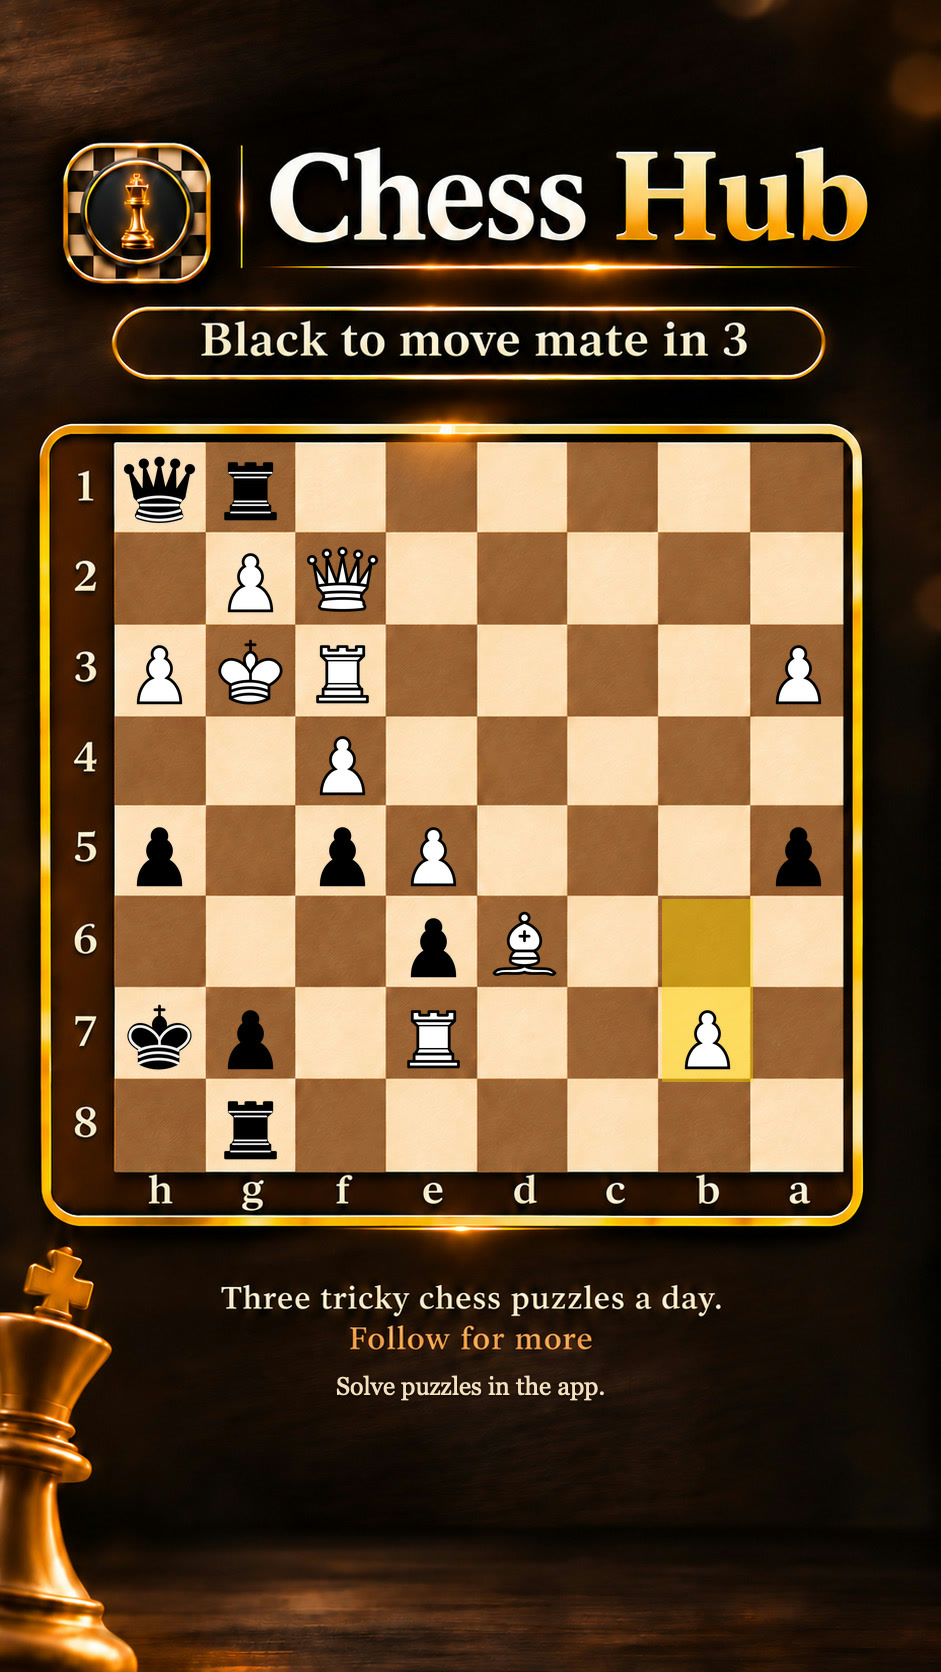 Chess Hub
Black to move mate in 3
1
2
3
4
5
6
7
8
h g f e d c b a
Three tricky chess puzzles a day.
Follow for more
Solve puzzles in the app.